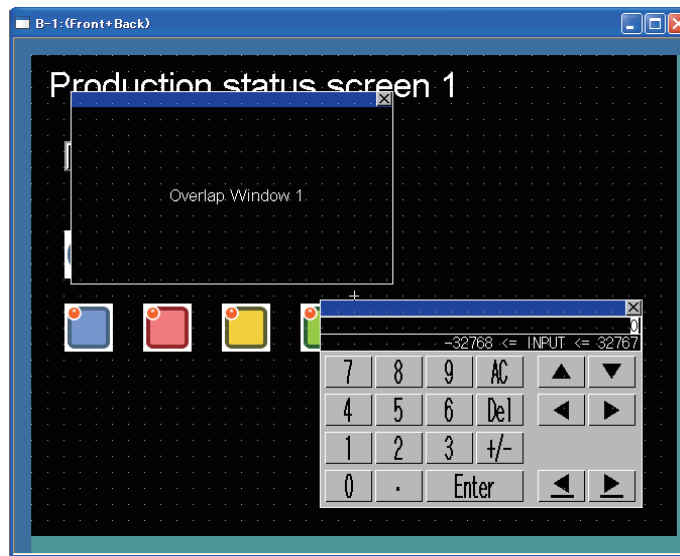 B-1:(Front+Back)
Production status screen 1
Overlap Window 1
0
-32768 <= INPUT <= 32767
7 8 9 AC
4 5 6 Del
1 2 3 +/-
0 . Enter